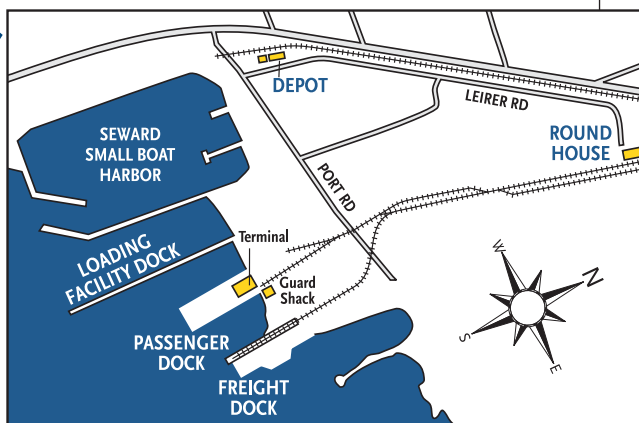 DEPOT
LEIRER RD
SEWARD
SMALL BOAT
HARBOR
ROUND
HOUSE
PORT RD
Terminal
LOADING
FACILITY DOCK
Guard
Shack
PASSENGER
DOCK
FREIGHT
DOCK
W
N
S
E